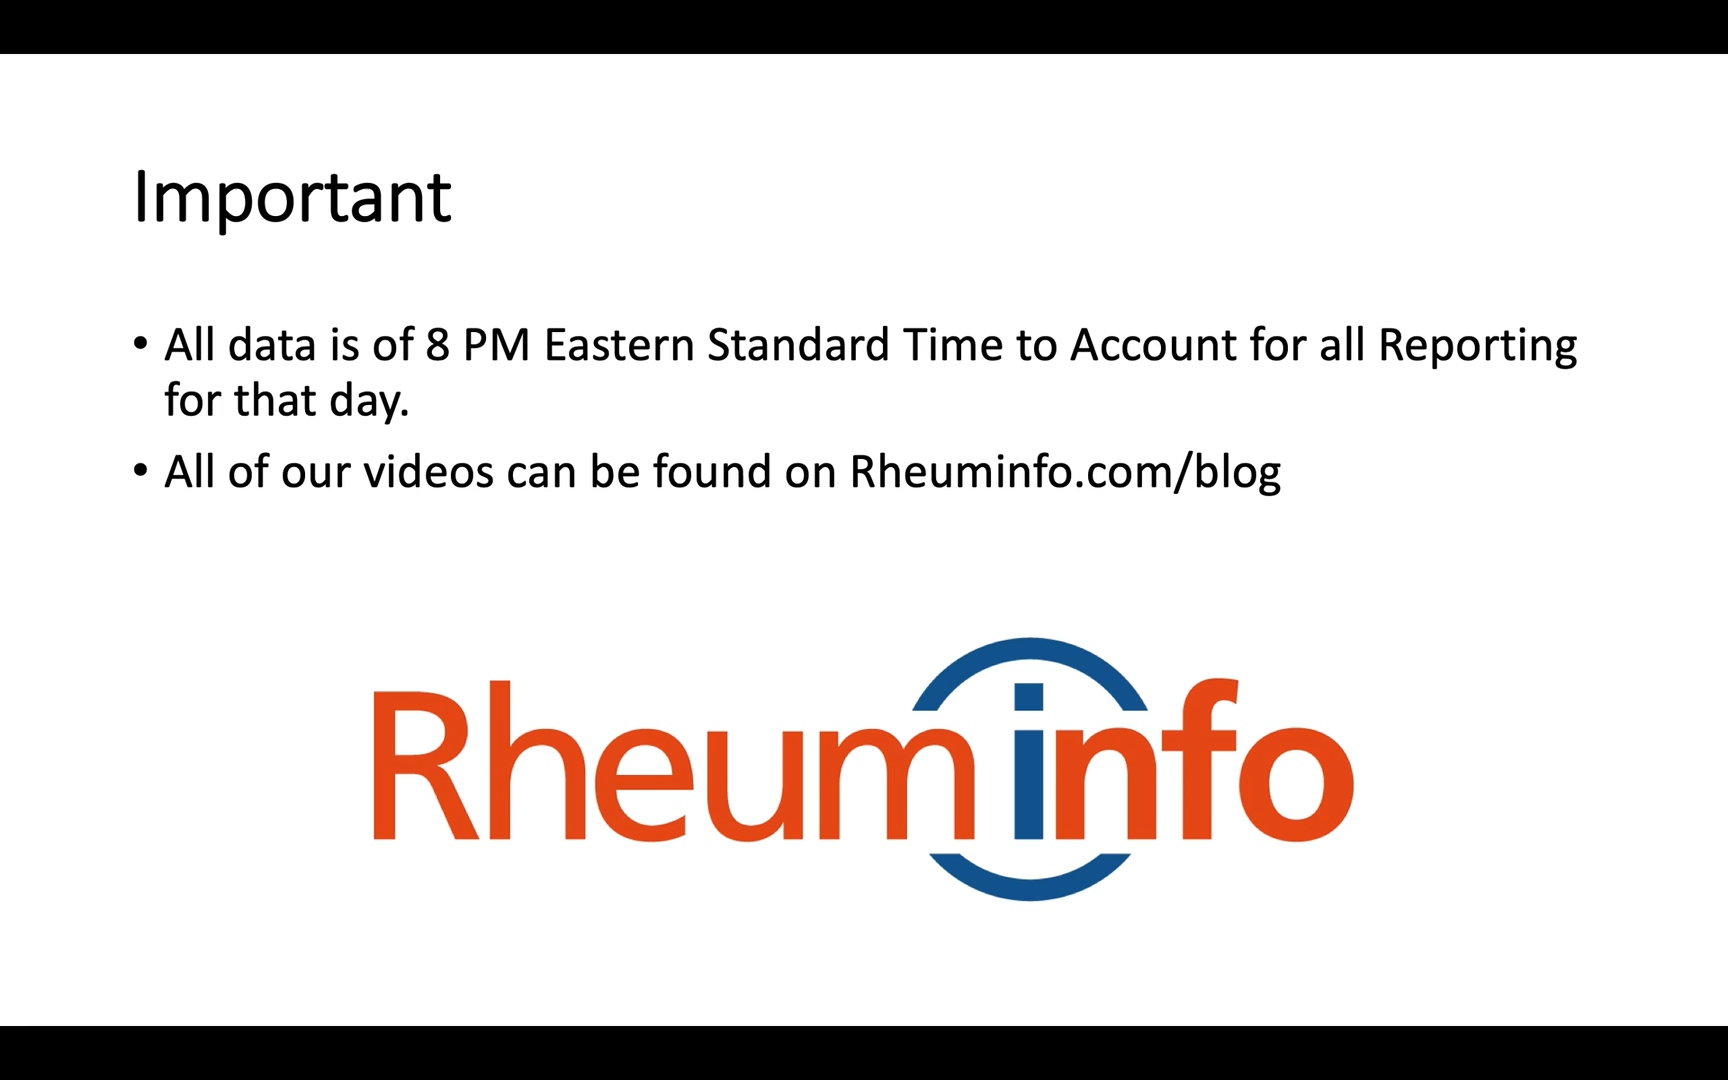 Important
• All data is of 8 PM Eastern Standard Time to Account for all Reporting
for that day.
• All of our videos can be found on Rheuminfo.com/blog
Rheuminfo